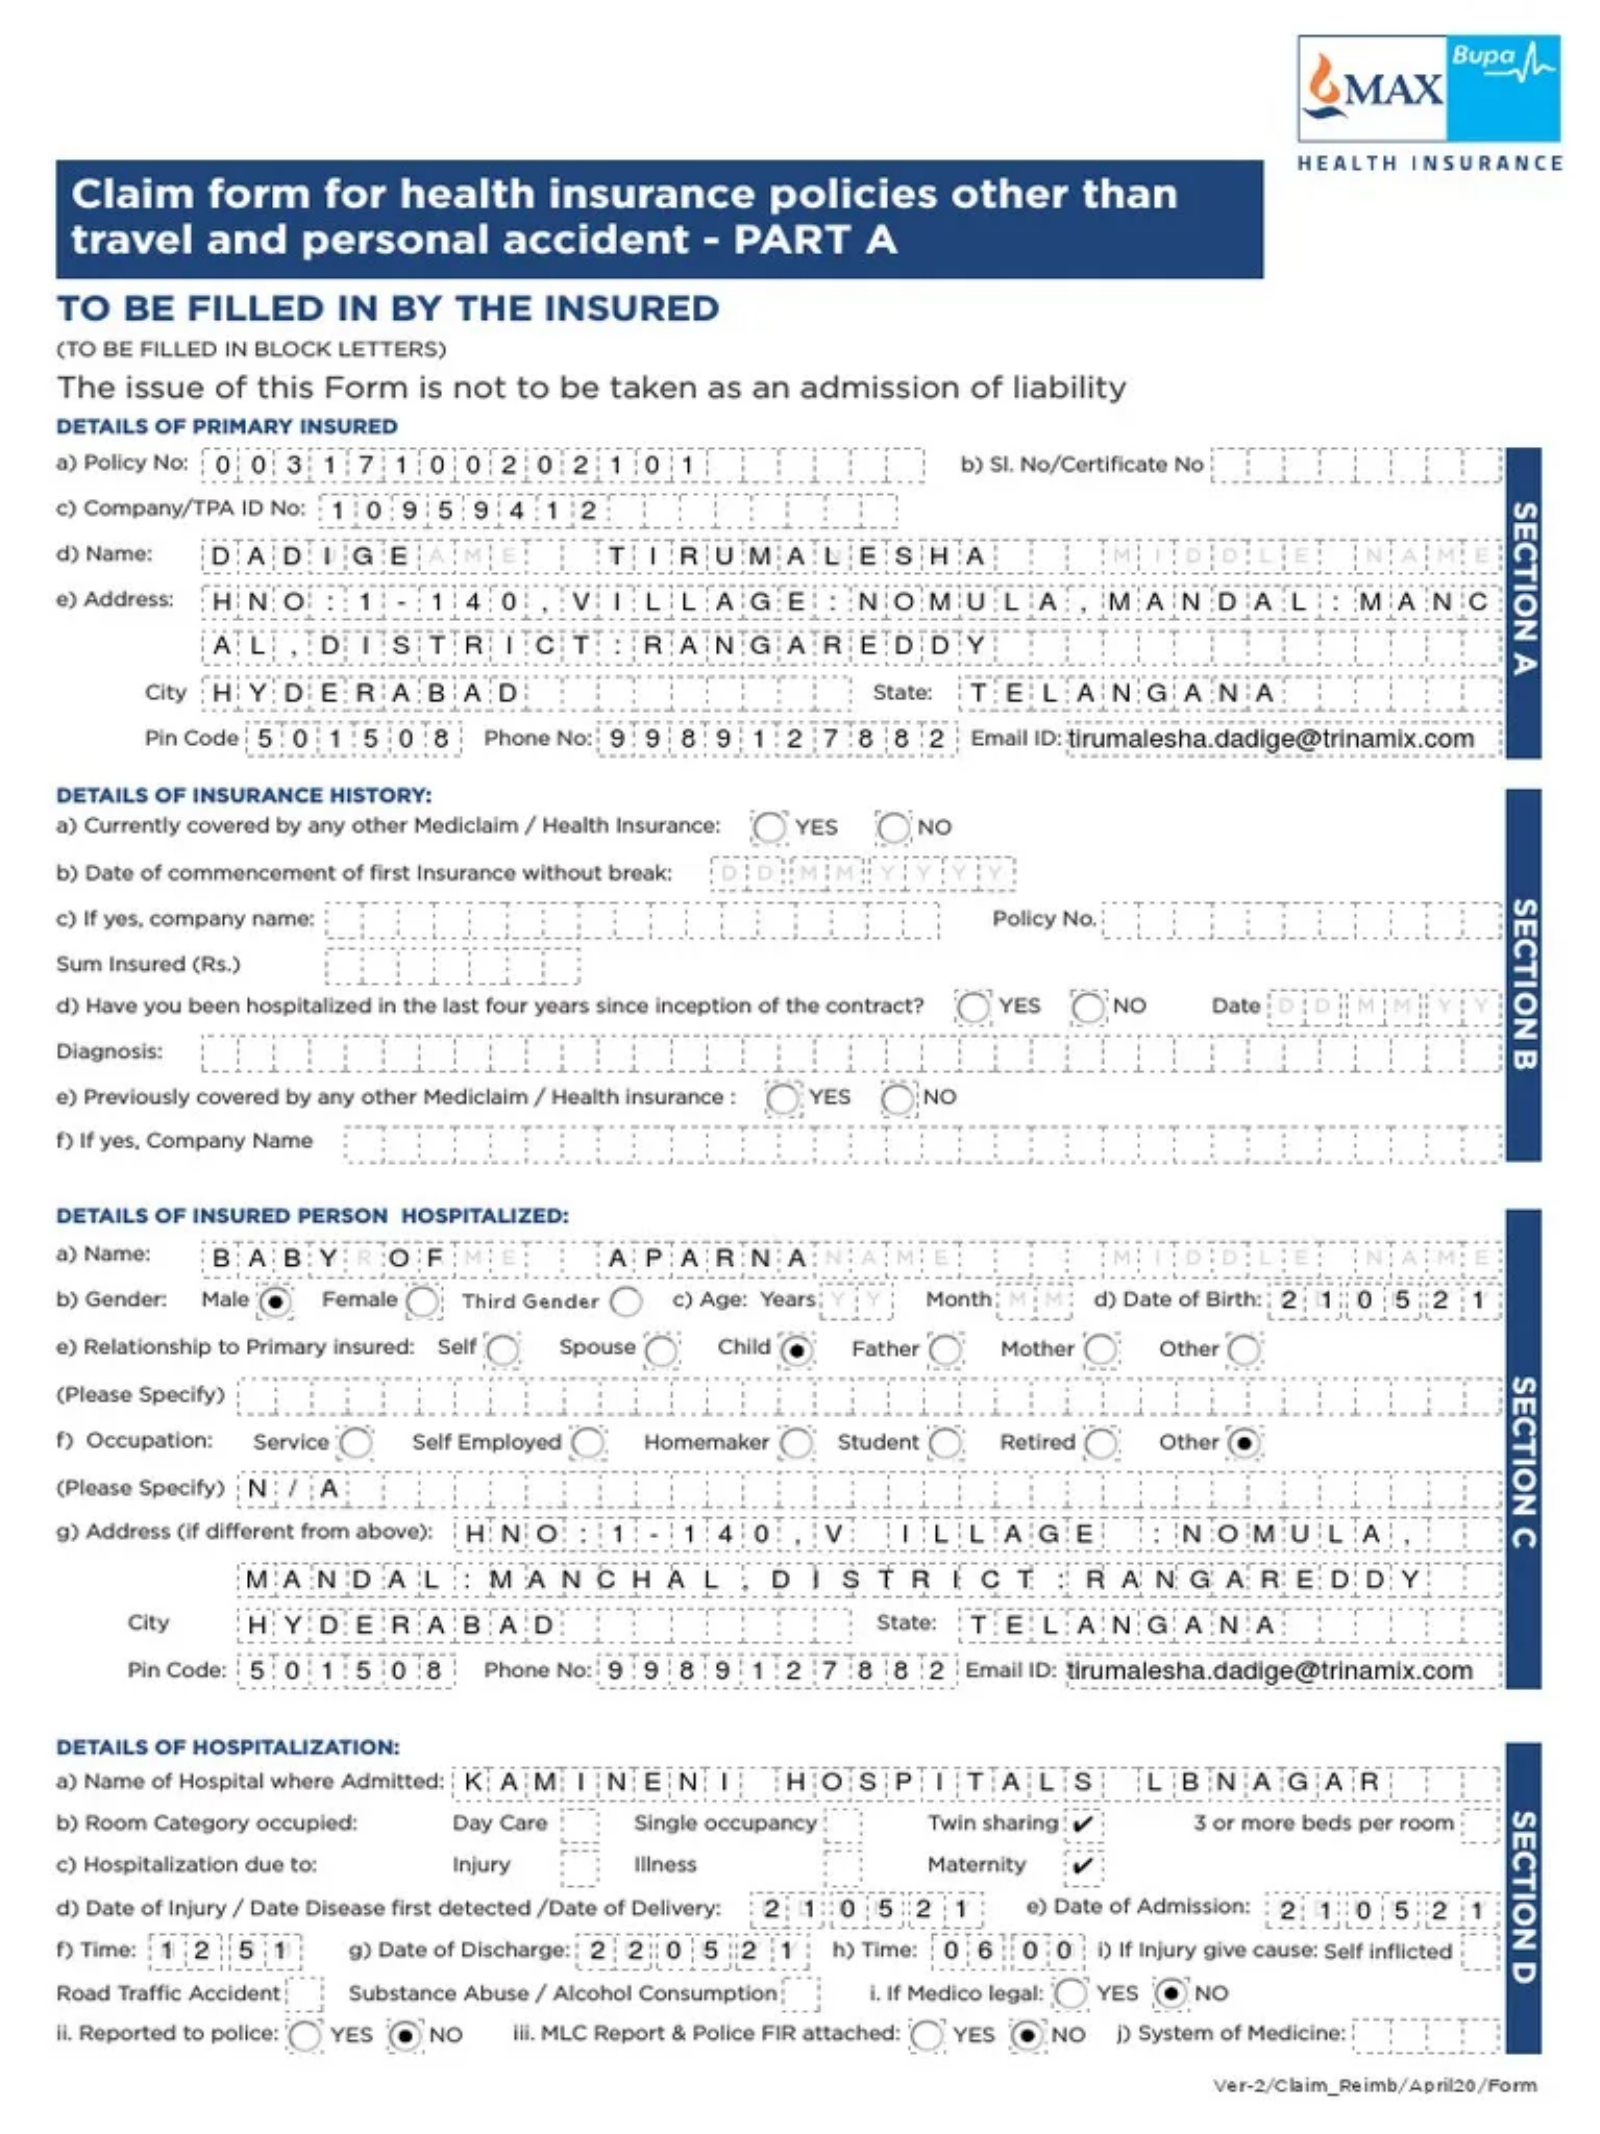 MAX Bupa
HEALTH INSURANCE
Claim form for health insurance policies other than
travel and personal accident - PART A
TO BE FILLED IN BY THE INSURED
(TO BE FILLED IN BLOCK LETTERS)
The issue of this Form is not to be taken as an admission of liability
DETAILS OF PRIMARY INSURED
a) Policy No: 00317100202101 b) Sl. No/Certificate No
c) Company/TPA ID No: 10959412
d) Name: DADIGE TIRUMALESHA MIDDLE NAME
e) Address: HNO:1-140,VILLAGE:NOMULA,MANDAL:MANC
AL,DISTRICT:RANGAREDDY
City HYDERABAD State: TELANGANA
Pin Code 501508 Phone No: 9989127882 Email ID: tirumalesha.dadige@trinamix.com
SECTION A
DETAILS OF INSURANCE HISTORY:
a) Currently covered by any other Mediclaim / Health Insurance: YES NO
b) Date of commencement of first Insurance without break: DD MM YYYY
c) If yes, company name: Policy No.
Sum Insured (Rs.)
d) Have you been hospitalized in the last four years since inception of the contract? YES NO Date DD MM YY
Diagnosis:
e) Previously covered by any other Mediclaim / Health insurance : YES NO
f) If yes, Company Name
SECTION B
DETAILS OF INSURED PERSON HOSPITALIZED:
a) Name: BABY OF APARNA NAME MIDDLE NAME
b) Gender: Male Female Third Gender c) Age: Years YY Month MM d) Date of Birth: 210521
e) Relationship to Primary insured: Self Spouse Child Father Mother Other
(Please Specify)
f) Occupation: Service Self Employed Homemaker Student Retired Other
(Please Specify) N/A
g) Address (if different from above): HNO:1-140,V ILLAGE :NOMULA,
MANDAL:MANCHAL,DISTRICT:RANGAREDDY
City HYDERABAD State: TELANGANA
Pin Code: 501508 Phone No: 9989127882 Email ID: tirumalesha.dadige@trinamix.com
SECTION C
DETAILS OF HOSPITALIZATION:
a) Name of Hospital where Admitted: KAMINENI HOSPITALS LBNAGAR
b) Room Category occupied: Day Care Single occupancy Twin sharing ✔ 3 or more beds per room
c) Hospitalization due to: Injury Illness Maternity ✔
d) Date of Injury / Date Disease first detected /Date of Delivery: 210521 e) Date of Admission: 210521
f) Time: 1251 g) Date of Discharge: 220521 h) Time: 0600 i) If Injury give cause: Self inflicted
Road Traffic Accident Substance Abuse / Alcohol Consumption i. If Medico legal: YES NO
ii. Reported to police: YES NO iii. MLC Report & Police FIR attached: YES NO j) System of Medicine:
SECTION D
Ver-2/Claim_Reimb/April20/Form